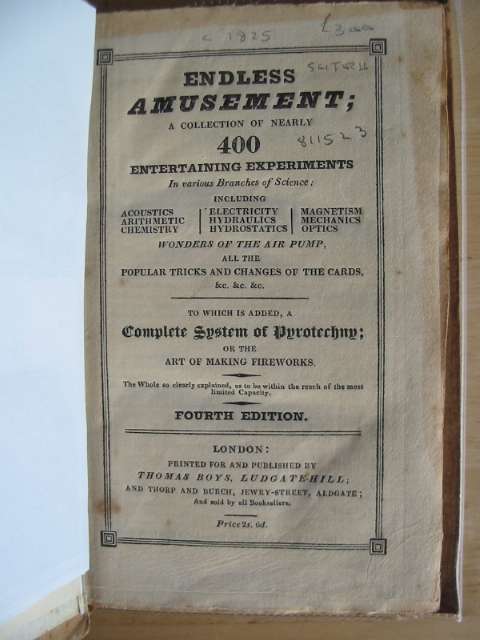 c 1825
ENDLESS
AMUSEMENT;
A COLLECTION OF NEARLY
400
811523
ENTERTAINING EXPERIMENTS
In various Branches of Science;
INCLUDING
ACOUSTICS
ARITHMETIC
CHEMISTRY
ELECTRICITY
HYDRAULICS
HYDROSTATICS
MAGNETISM
MECHANICS
OPTICS
WONDERS OF THE AIR PUMP,
ALL THE
POPULAR TRICKS AND CHANGES OF THE CARDS,
&c. &c. &c.
TO WHICH IS ADDED, A
Complete System of Pyrotechny;
OR THE
ART OF MAKING FIREWORKS.
The Whole so clearly explained, as to be within the reach of the most
limited Capacity.
FOURTH EDITION.
LONDON:
PRINTED FOR AND PUBLISHED BY
THOMAS BOYS, LUDGATE-HILL;
AND THORP AND BURCH, JEWRY-STREET, ALDGATE;
And sold by all Booksellers.
Price 2s. 6d.